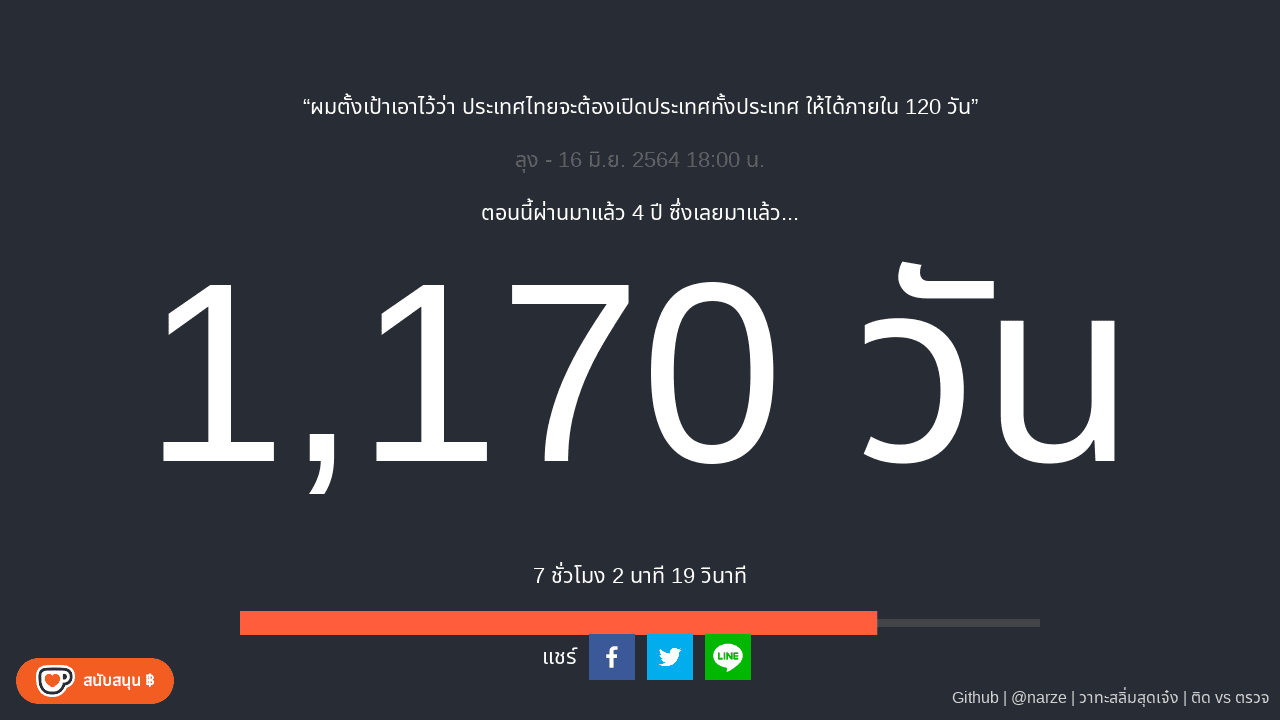 “ผมตั้งเป้าเอาไว้ว่า ประเทศไทยจะต้องเปิดประเทศทั้งประเทศ ให้ได้ภายใน 120 วัน”
ลุง - 16 มิ.ย. 2564 18:00 น.
ตอนนี้ผ่านมาแล้ว 4 ปี ซึ่งเลยมาแล้ว...
1,170 วัน
7 ชั่วโมง 2 นาที 19 วินาที
แชร์
LINE
สนับสนุน ฿
Github | @narze | วาทะสลิ่มสุดเจ๋ง | ติด vs ตรวจ